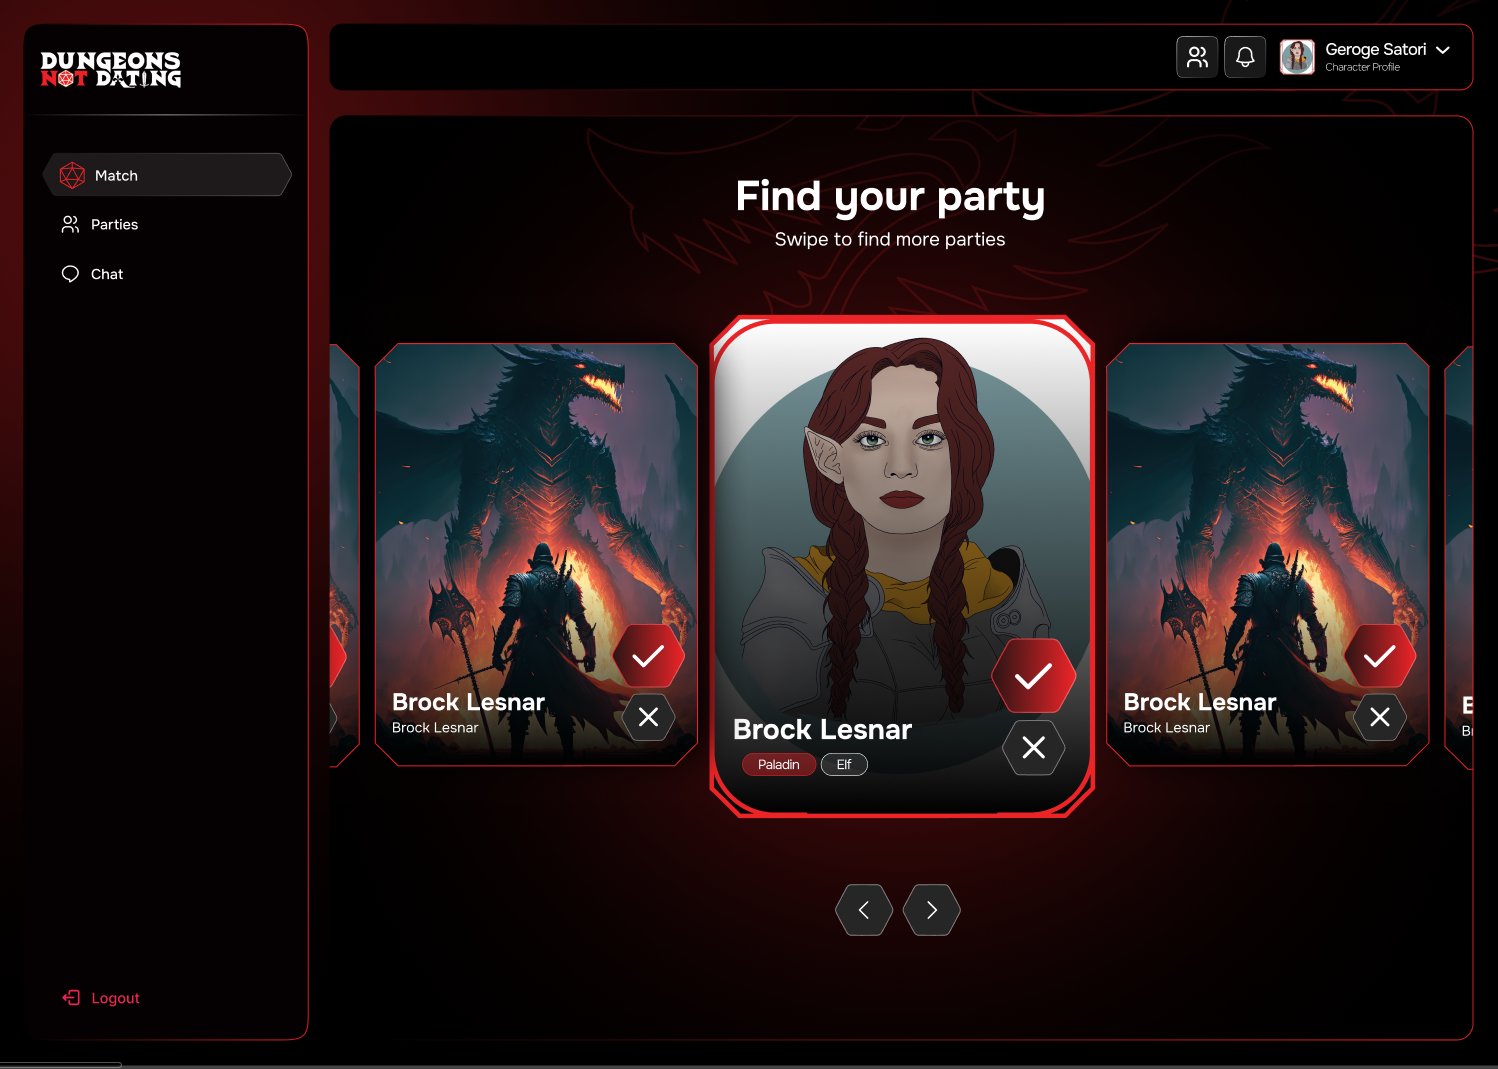 DUNGEONS
NOT DATING
Geroge Satori
Character Profile
Match
Parties
Chat
Logout
Find your party
Swipe to find more parties
Brock Lesnar
Brock Lesnar
Brock Lesnar
Paladin Elf
Brock Lesnar
Brock Lesnar